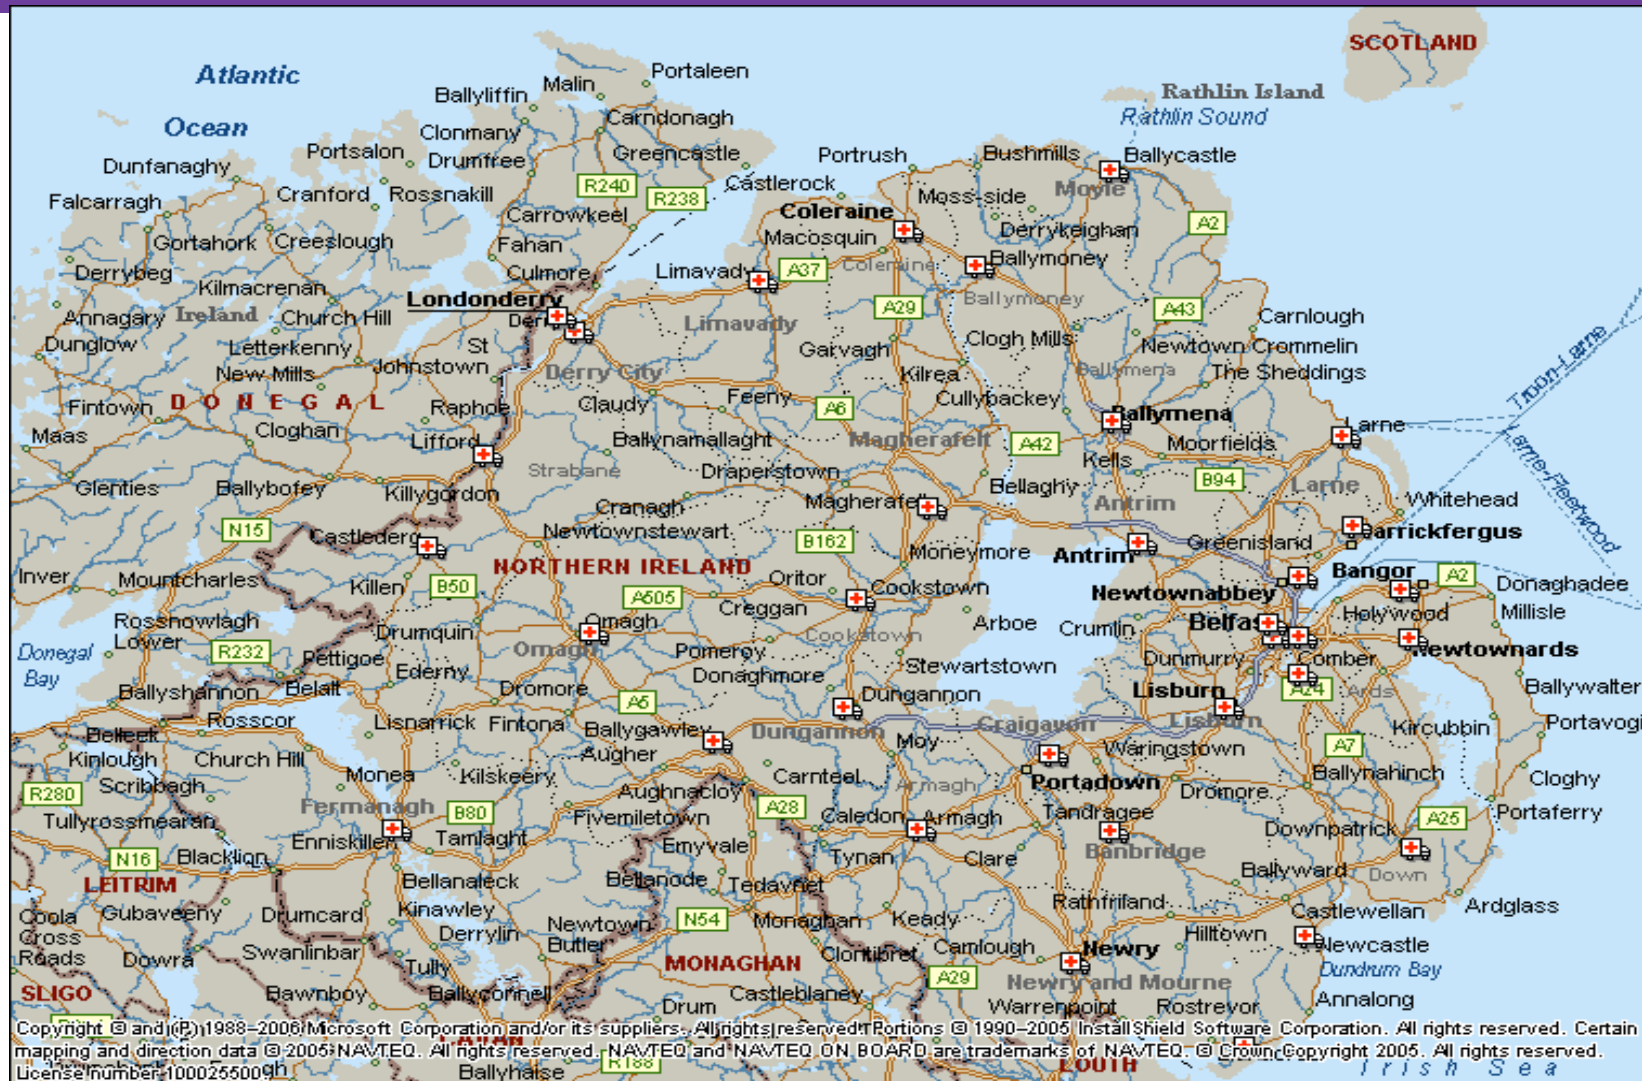 SCOTLAND
Atlantic
Ocean
Portaleen
Malin
Ballyliffin
Rathlin Island
Rathlin Sound
Carndonagh
Clonmany
Portsalon
Drumfree
Greencastle
Portrush
Bushmills
Ballycastle
Dunfanaghy
Cranford
Rossnakill
R240
R238
Castlerock
Moss-side
Moyle
Falcarragh
Carrowkeel
Coleraine
A2
Gortahork
Creeslough
Fahan
Macosquin
Derrykeighan
Derrybeg
Culmore
Limavady
A37
Coleraine
Ballymoney
Kilmacrenan
Londonderry
Ballymoney
Annagary
Ireland
Church Hill
Limavady
A29
A43
Carnlough
Dunglow
Letterkenny
St
Johnstown
Garvagh
Clogh Mills
Newtown Crommelin
New Mills
Derry City
Kilrea
Ballymena
The Sheddings
Troon-Larne
Fintown
DONEGAL
Raphoe
Claudy
Feeny
A6
Cullybackey
Ballymena
Maas
Cloghan
Lifford
Ballynamallaght
Magherafelt
A42
Moorfields
Larne
Larne-Fleetwood
Glenties
Ballybofey
Killygordon
Strabane
Draperstown
Bellaghy
Kells
B94
Larne
Antrim
Whitehead
Cranagh
Magherafelt
N15
Castlederg
Newtownstewart
B162
Moneymore
Antrim
Greenisland
Carrickfergus
Inver
Mountcharles
Killen
B50
NORTHERN IRELAND
A505
Oritor
Creggan
Cookstown
Newtownabbey
Bangor
A2
Donaghadee
Rossnowlagh
Lower
Drumquin
Omagh
Cookstown
Arboe
Crumlin
Belfast
Holywood
Millisle
Donegal
Bay
R232
Pettigoe
Ederny
Omagh
Pomeroy
Stewartstown
Dunmurry
Comber
Newtownards
Ballyshannon
Belalt
Dromore
Donaghmore
Dungannon
Lisburn
A24
Ards
Ballywalter
Rosscor
Lisnarrick
Fintona
A5
Ballygawley
Dungannon
Craigavon
Lisburn
Kircubbin
Portavogi
Belleek
Kinlough
Church Hill
Augher
Moy
Waringstown
A7
Scribbagh
Monea
Kilskeery
Carnteel
Armagh
Portadown
Dromore
Ballynahinch
Cloghy
R280
Fermanagh
B80
Aughnacloy
A28
Tullyrossmearan
Fivemiletown
Caledon
Armagh
Tandragee
Downpatrick
A25
Portaferry
N16
Blacklion
Enniskillen
Tamlaght
Emyvale
Tynan
Clare
Banbridge
LEITRIM
Bellanaleck
Bellanode
Tedavnet
Ballyward
Down
Coola
Cross
Roads
Gubaveeny
Drumcard
Kinawley
Newtown
Butler
N54
Monaghan
Keady
Rathfriland
Castlewellan
Ardglass
Dowra
Swanlinbar
Derrylin
Clontibret
Camlough
Newry
Hilltown
Newcastle
Tully
MONAGHAN
A29
Newry and Mourne
Dundrum Bay
SLIGO
Bawnboy
Ballyconnell
Drum
Castleblaney
Warrenpoint
Rostrevor
Annalong
Copyright © and (P) 1988–2006 Microsoft Corporation and/or its suppliers. All rights reserved. Portions © 1990–2005 InstallShield Software Corporation. All rights reserved. Certain
mapping and direction data © 2005 NAVTEQ. All rights reserved. NAVTEQ and NAVTEQ ON BOARD are trademarks of NAVTEQ. © Crown Copyright 2005. All rights reserved.
License number 100025500.
Ballyhaise
R188
LOUTH
Irish Sea